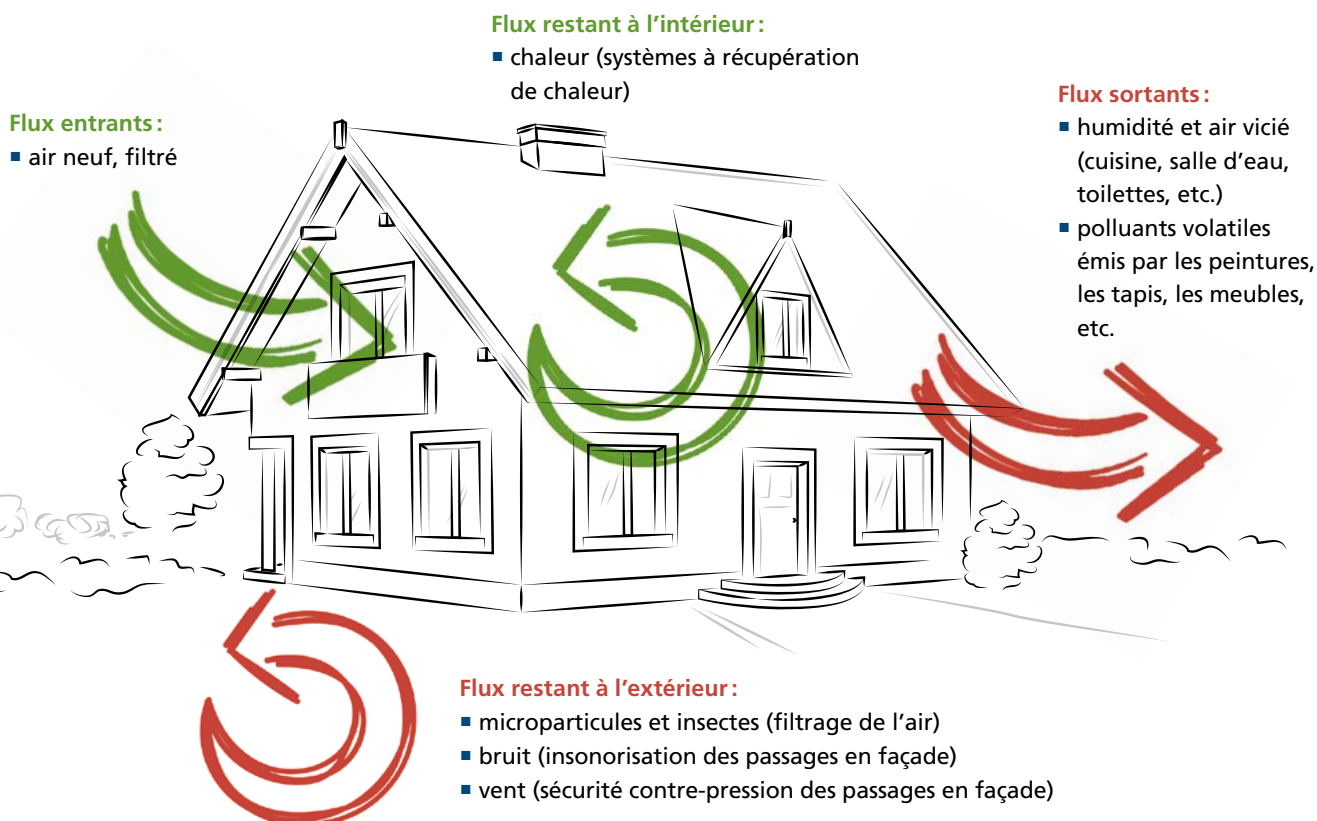 Flux restant à l’intérieur :
▪ chaleur (systèmes à récupération
de chaleur)
Flux entrants :
▪ air neuf, filtré
Flux sortants :
▪ humidité et air vicié
(cuisine, salle d’eau,
toilettes, etc.)
▪ polluants volatiles
émis par les peintures,
les tapis, les meubles,
etc.
Flux restant à l’extérieur :
▪ microparticules et insectes (filtrage de l’air)
▪ bruit (insonorisation des passages en façade)
▪ vent (sécurité contre-pression des passages en façade)